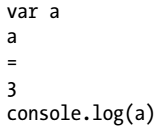 var a
a
=
3
console.log(a)